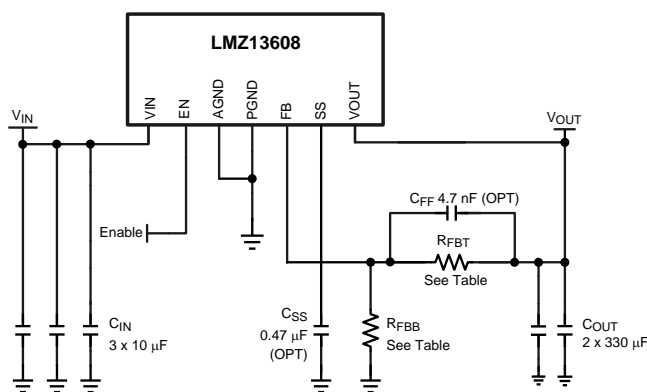 LMZ13608
VIN
EN
AGND
PGND
FB
SS
VOUT
VIN
VOUT
CFF 4.7 nF (OPT)
Enable
RFBT
See Table
CIN
3 x 10 μF
CSS
0.47 μF
(OPT)
RFBB
See Table
COUT
2 x 330 μF